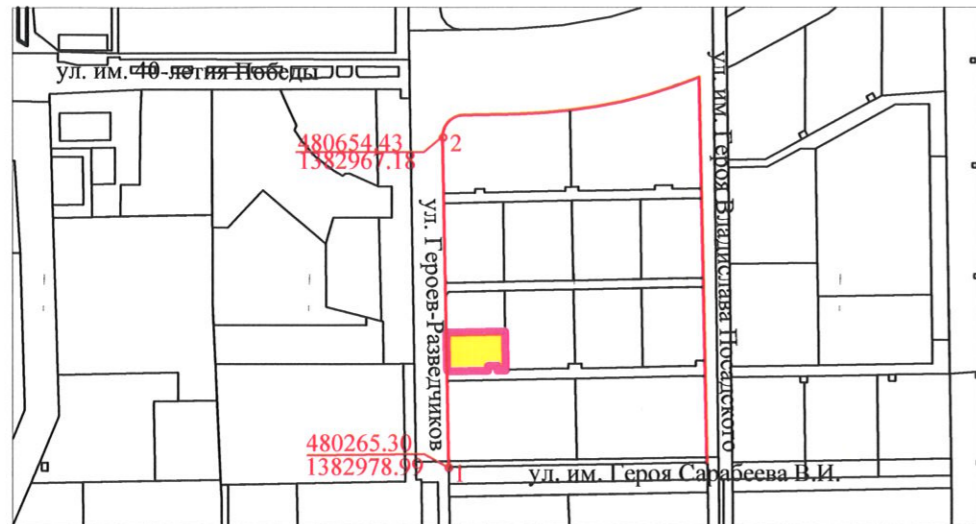 ул. им. 40-летия Победы
480654.43
1382967.18
2
ул. Героев-Разведчиков
ул. им. Героя Владислава Посадского
480265.30
1382978.99
1
ул. им. Героя Сарабеева В.И.